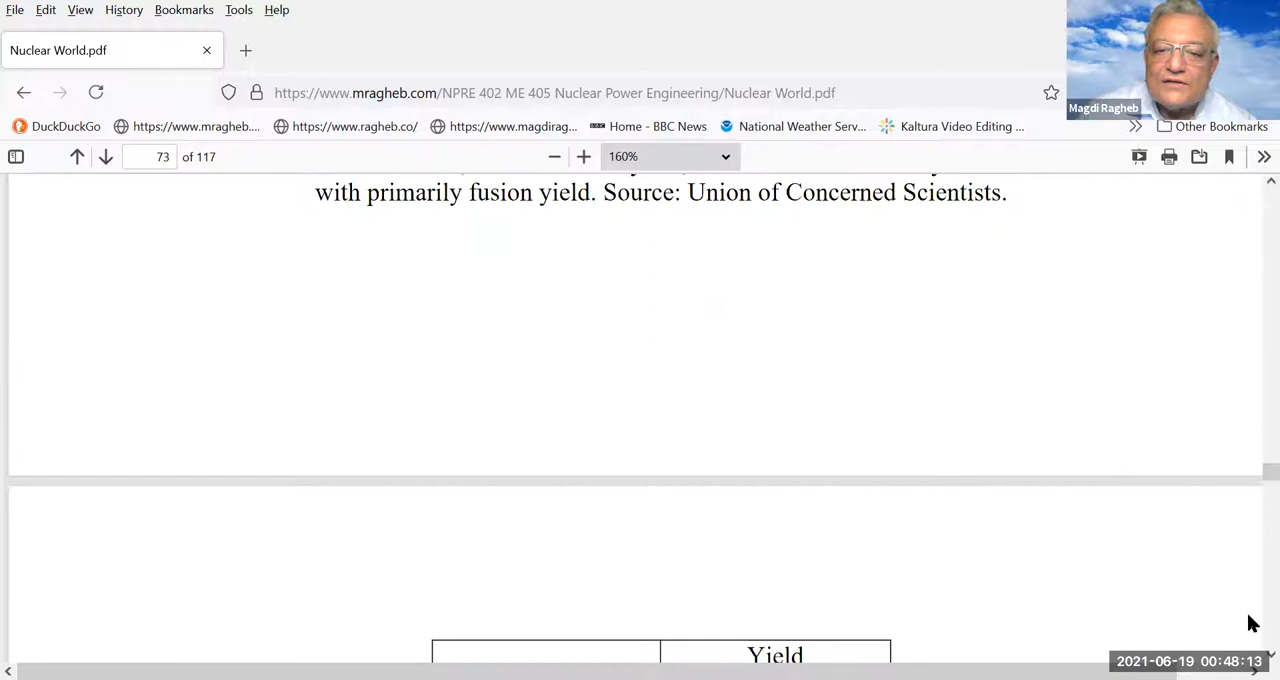 File Edit View History Bookmarks Tools Help
Nuclear World.pdf
https://www.mragheb.com/NPRE 402 ME 405 Nuclear Power Engineering/Nuclear World.pdf
Magdi Ragheb
DuckDuckGo https://www.mragheb.... https://www.ragheb.co/ https://www.magdirag... BBC Home - BBC News National Weather Serv... Kaltura Video Editing ... Other Bookmarks
73 of 117 160%
with primarily fusion yield. Source: Union of Concerned Scientists.
Yield
2021-06-19 00:48:13